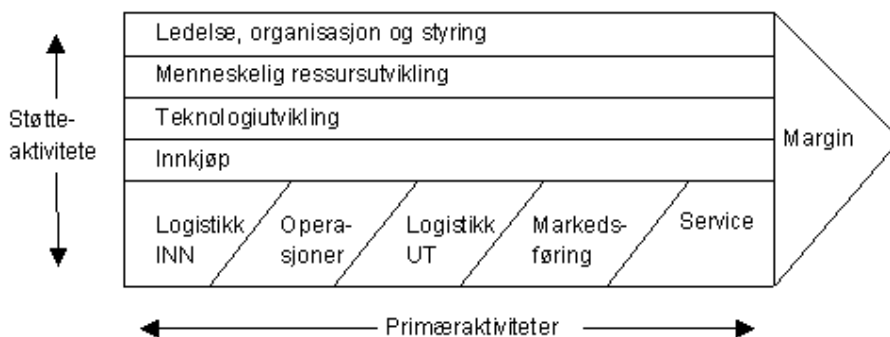 Ledelse, organisasjon og styring
Menneskelig ressursutvikling
Teknologiutvikling
Innkjøp
Støtte-
aktivitete
Margin
Logistikk
INN
Opera-
sjoner
Logistikk
UT
Markeds-
føring
Service
Primæraktiviteter